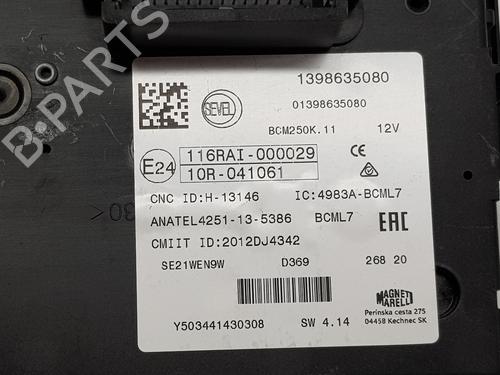 1398635080
SEVEL
01398635080
BCM250K.11 12V
E24
116RAI-000029
10R-041061
CE
CNC ID:H-13146 IC:4983A-BCML7
ANATEL4251-13-5386 BCML7
EAC
CMIIT ID:2012DJ4342
SE21WEN9W D369 268 20
MAGNETI
MARELLI
Perinska cesta 275
04458 Kechnec SK
Y503441430308 SW 4.14
B-PARTS